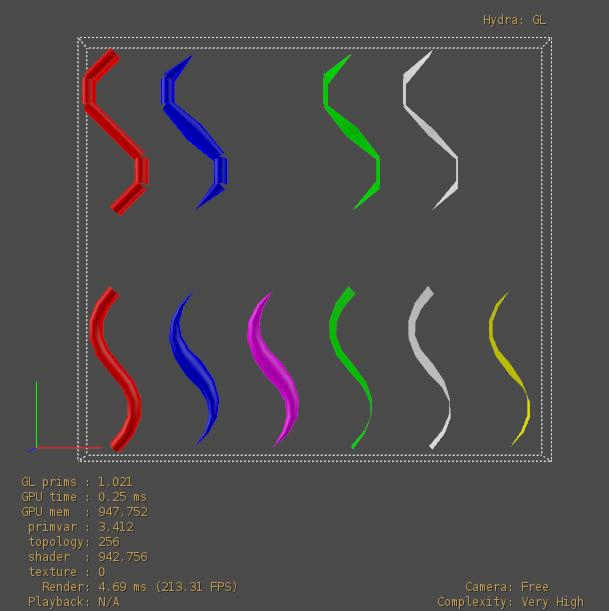 Hydra: GL
GL prims : 1,021
GPU time : 0.25 ms
GPU mem : 947,752
primvar : 3,412
topology: 256
shader : 942,756
texture : 0
Render: 4.69 ms (213.31 FPS)
Playback: N/A
Camera: Free
Complexity: Very High